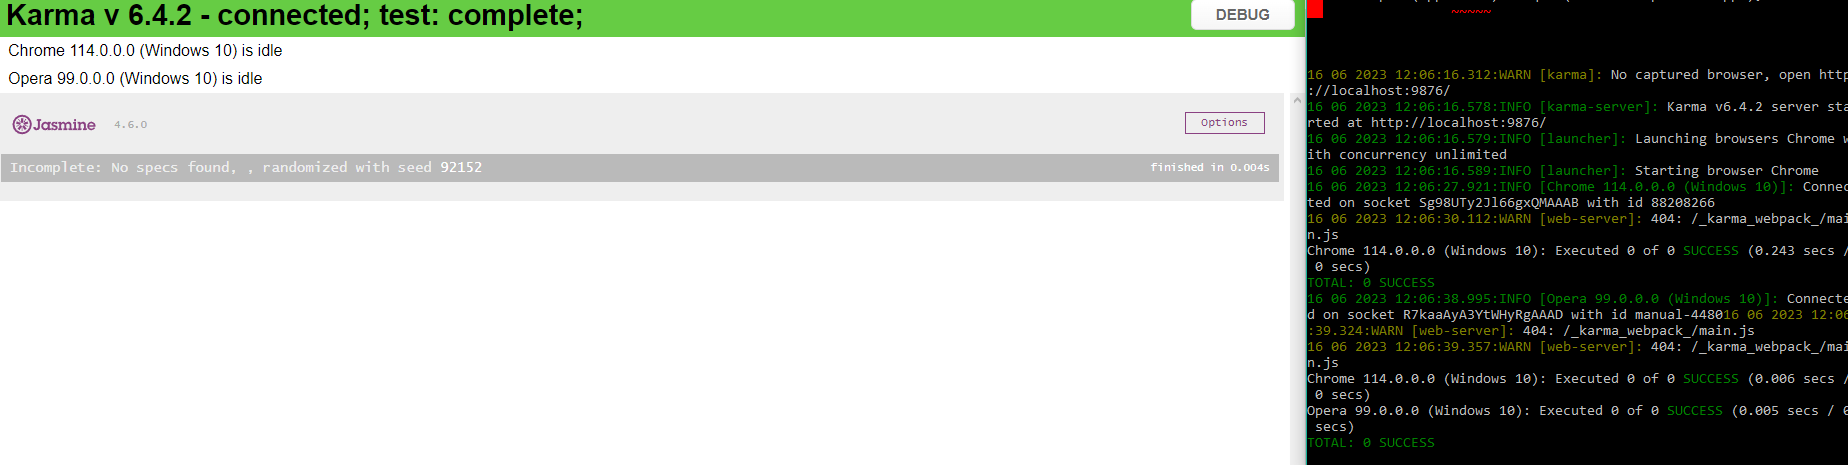 Karma v 6.4.2 - connected; test: complete;
DEBUG
Chrome 114.0.0.0 (Windows 10) is idle
Opera 99.0.0.0 (Windows 10) is idle
Jasmine 4.6.0
Options
Incomplete: No specs found, , randomized with seed 92152
finished in 0.004s
~~~~~
16 06 2023 12:06:16.312:WARN [karma]: No captured browser, open http
://localhost:9876/
16 06 2023 12:06:16.578:INFO [karma-server]: Karma v6.4.2 server sta
rted at http://localhost:9876/
16 06 2023 12:06:16.579:INFO [launcher]: Launching browsers Chrome w
ith concurrency unlimited
16 06 2023 12:06:16.589:INFO [launcher]: Starting browser Chrome
16 06 2023 12:06:27.921:INFO [Chrome 114.0.0.0 (Windows 10)]: Connec
ted on socket Sg98UTy2Jl66gxQMAAAB with id 88208266
16 06 2023 12:06:30.112:WARN [web-server]: 404: /_karma_webpack_/mai
n.js
Chrome 114.0.0.0 (Windows 10): Executed 0 of 0 SUCCESS (0.243 secs /
0 secs)
TOTAL: 0 SUCCESS
16 06 2023 12:06:38.995:INFO [Opera 99.0.0.0 (Windows 10)]: Connecte
d on socket R7kaaAyA3YtWHyRgAAAD with id manual-448016 06 2023 12:06
:39.324:WARN [web-server]: 404: /_karma_webpack_/main.js
16 06 2023 12:06:39.357:WARN [web-server]: 404: /_karma_webpack_/mai
n.js
Chrome 114.0.0.0 (Windows 10): Executed 0 of 0 SUCCESS (0.006 secs /
0 secs)
Opera 99.0.0.0 (Windows 10): Executed 0 of 0 SUCCESS (0.005 secs / 0
secs)
TOTAL: 0 SUCCESS